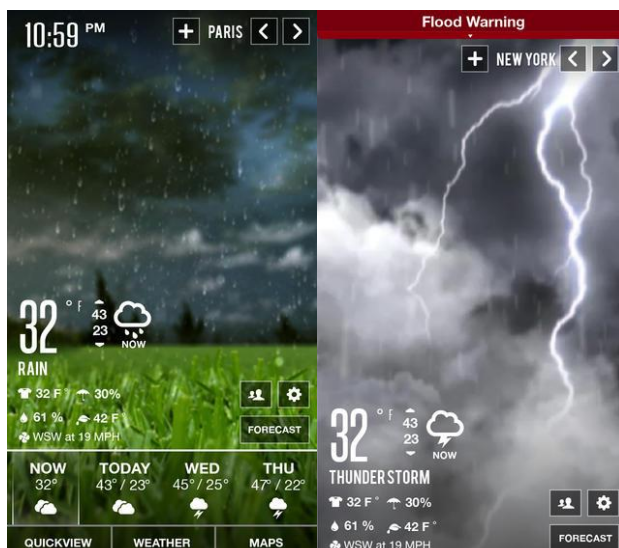 10:59 PM
PARIS
32° F
43
23
NOW
RAIN
32 F° 30%
61 % 42 F°
WSW at 19 MPH
FORECAST
NOW TODAY WED THU
32° 43°/23° 45°/25° 47°/22°
QUICKVIEW WEATHER MAPS
Flood Warning
NEW YORK
32° F
43
23
NOW
THUNDERSTORM
32 F° 30%
61 % 42 F°
WSW at 19 MPH
FORECAST